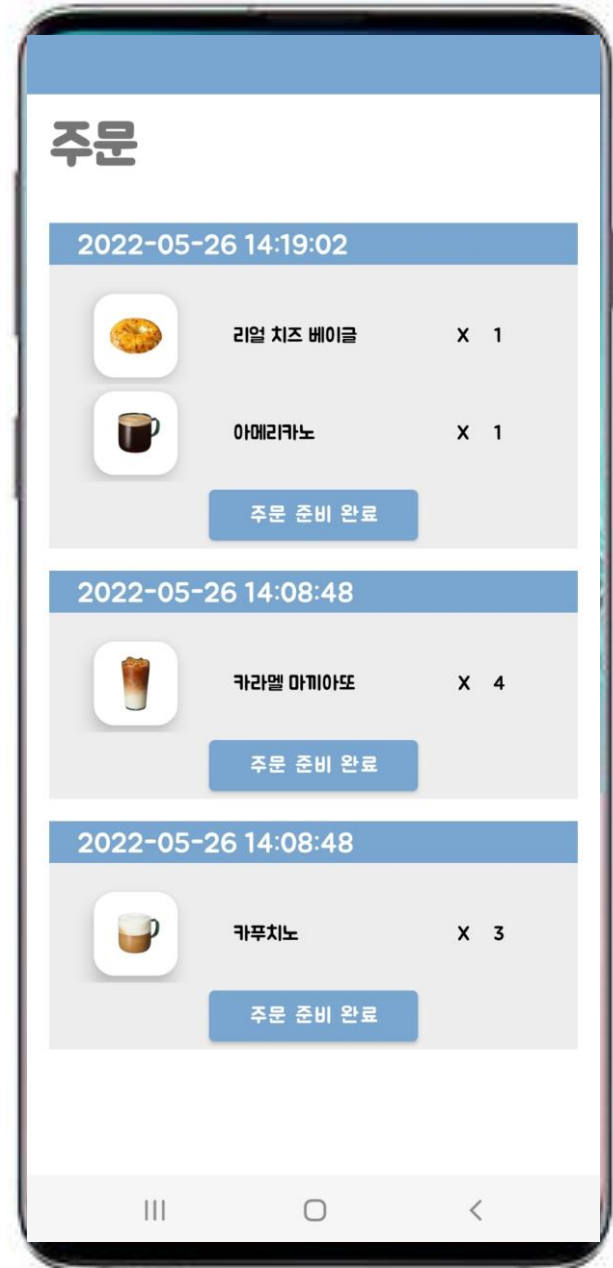 주문
2022-05-26 14:19:02
리얼 치즈 베이글 X 1
아메리카노 X 1
주문 준비 완료
2022-05-26 14:08:48
카라멜 마끼아또 X 4
주문 준비 완료
2022-05-26 14:08:48
카푸치노 X 3
주문 준비 완료